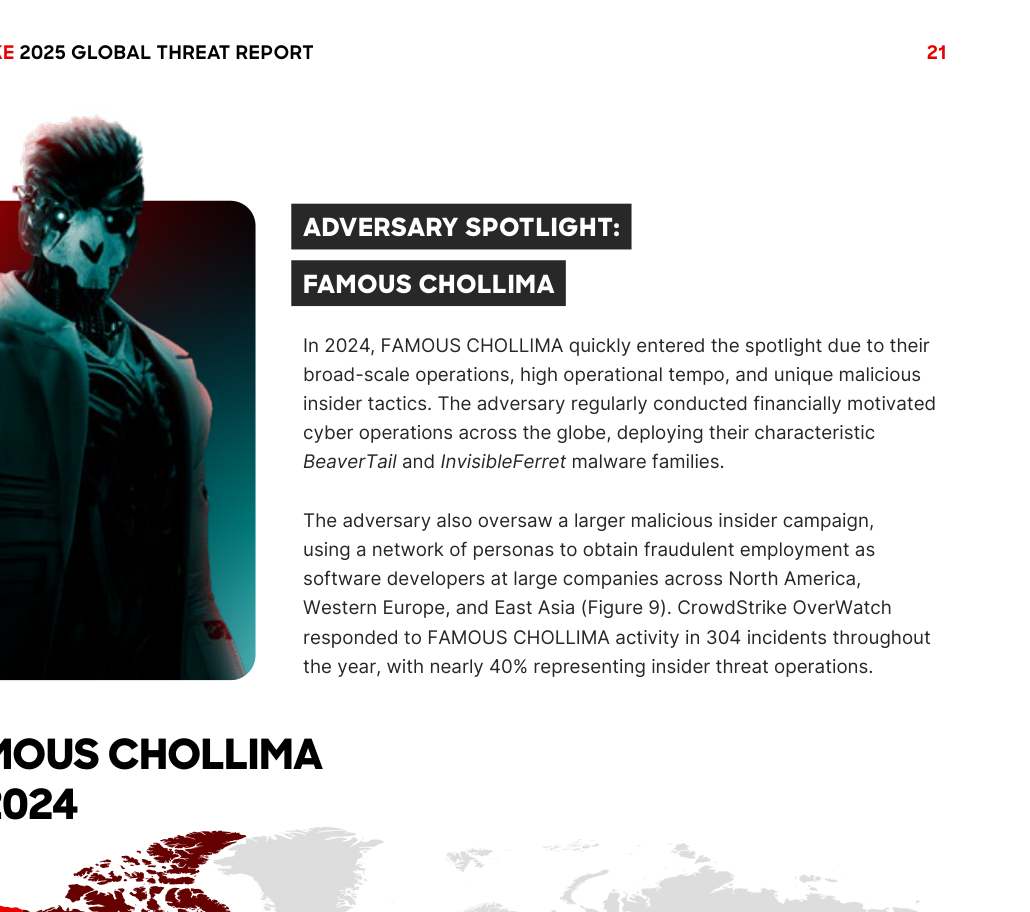 KE 2025 GLOBAL THREAT REPORT
21
ADVERSARY SPOTLIGHT:
FAMOUS CHOLLIMA
In 2024, FAMOUS CHOLLIMA quickly entered the spotlight due to their
broad-scale operations, high operational tempo, and unique malicious
insider tactics. The adversary regularly conducted financially motivated
cyber operations across the globe, deploying their characteristic
BeaverTail and InvisibleFerret malware families.
The adversary also oversaw a larger malicious insider campaign,
using a network of personas to obtain fraudulent employment as
software developers at large companies across North America,
Western Europe, and East Asia (Figure 9). CrowdStrike OverWatch
responded to FAMOUS CHOLLIMA activity in 304 incidents throughout
the year, with nearly 40% representing insider threat operations.
MOUS CHOLLIMA
2024